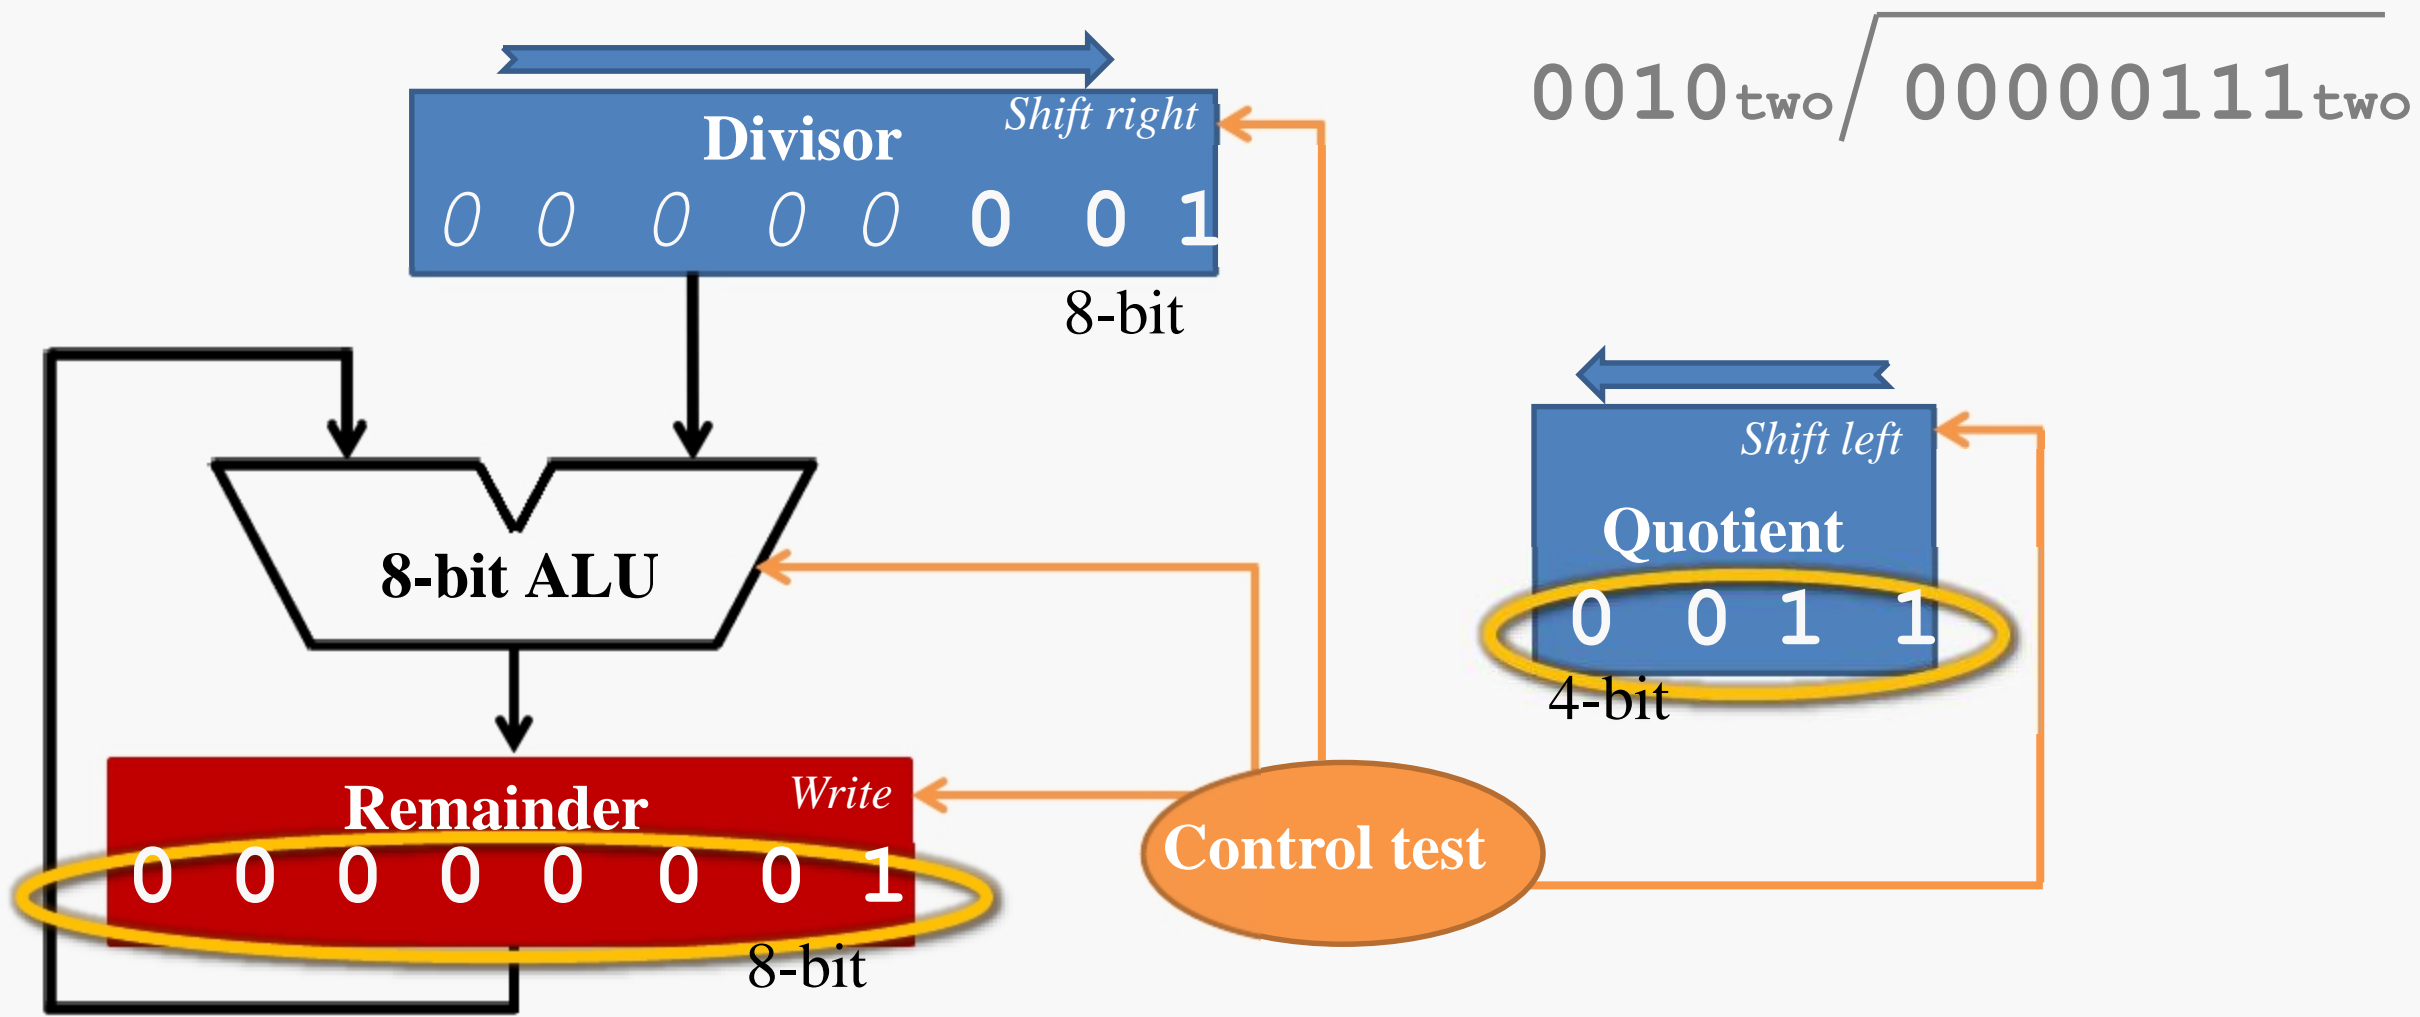 0010two 00000111two
Divisor
Shift right
0 0 0 0 0 0 0 1
8-bit
8-bit ALU
Shift left
Quotient
0 0 1 1
4-bit
Remainder
Write
0 0 0 0 0 0 0 1
8-bit
Control test